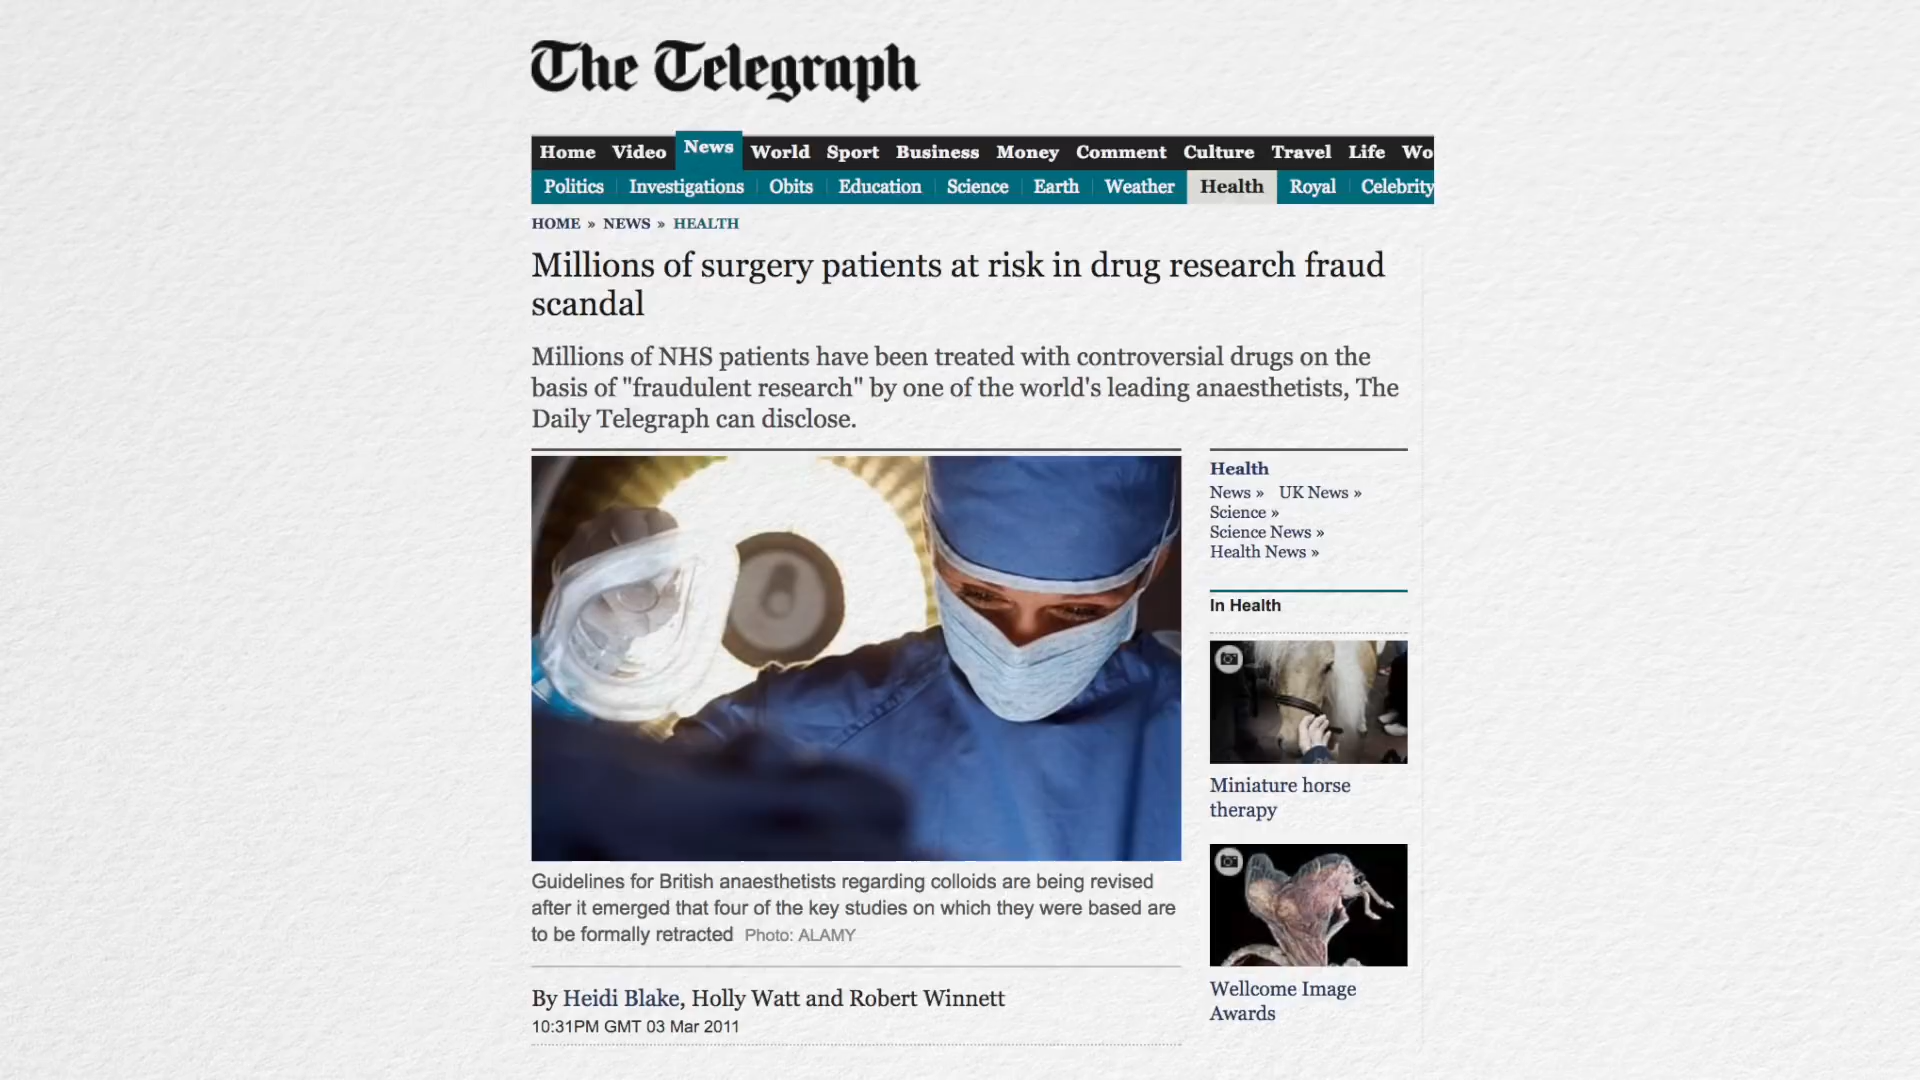 The Telegraph
Home Video News World Sport Business Money Comment Culture Travel Life Wo
Politics Investigations Obits Education Science Earth Weather Health Royal Celebrity
HOME » NEWS » HEALTH
Millions of surgery patients at risk in drug research fraud
scandal
Millions of NHS patients have been treated with controversial drugs on the
basis of "fraudulent research" by one of the world's leading anaesthetists, The
Daily Telegraph can disclose.
Guidelines for British anaesthetists regarding colloids are being revised
after it emerged that four of the key studies on which they were based are
to be formally retracted Photo: ALAMY
By Heidi Blake, Holly Watt and Robert Winnett
10:31PM GMT 03 Mar 2011
Health
News » UK News »
Science »
Science News »
Health News »
In Health
Miniature horse
therapy
Wellcome Image
Awards